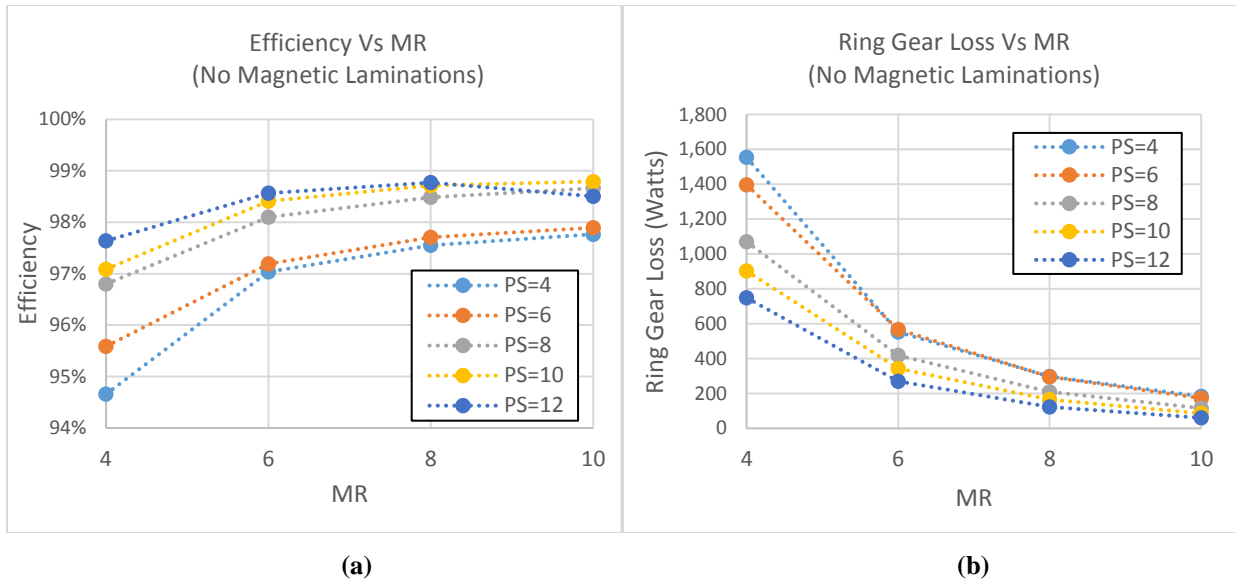 Efficiency Vs MR
(No Magnetic Laminations)
100%
99%
98%
97%
96%
95%
94%
Efficiency
4
6
8
10
MR
PS=4
PS=6
PS=8
PS=10
PS=12
(a)
Ring Gear Loss Vs MR
(No Magnetic Laminations)
1,800
1,600
1,400
1,200
1,000
800
600
400
200
0
Ring Gear Loss (Watts)
4
6
8
10
MR
PS=4
PS=6
PS=8
PS=10
PS=12
(b)